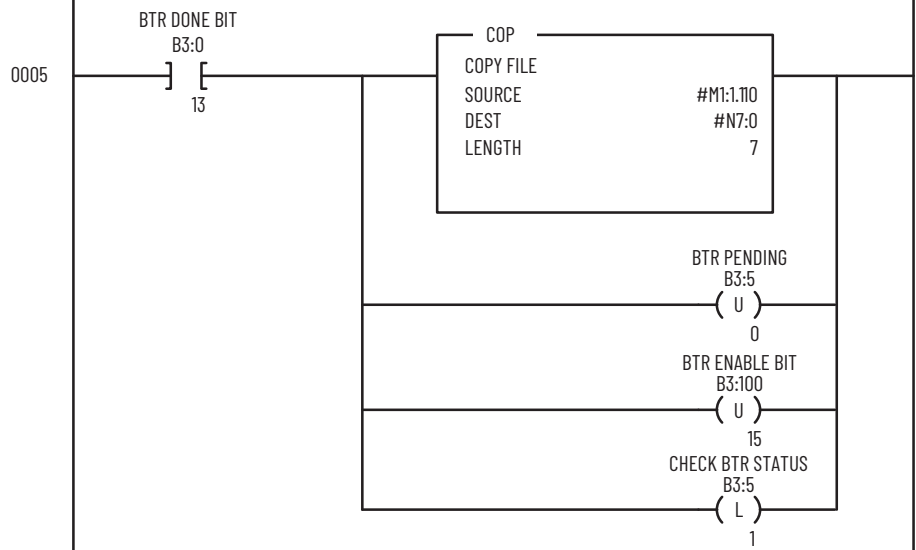 BTR DONE BIT
B3:0
0005
13
COP
COPY FILE
SOURCE #M1:1.110
DEST #N7:0
LENGTH 7
BTR PENDING
B3:5
U
0
BTR ENABLE BIT
B3:100
U
15
CHECK BTR STATUS
B3:5
L
1